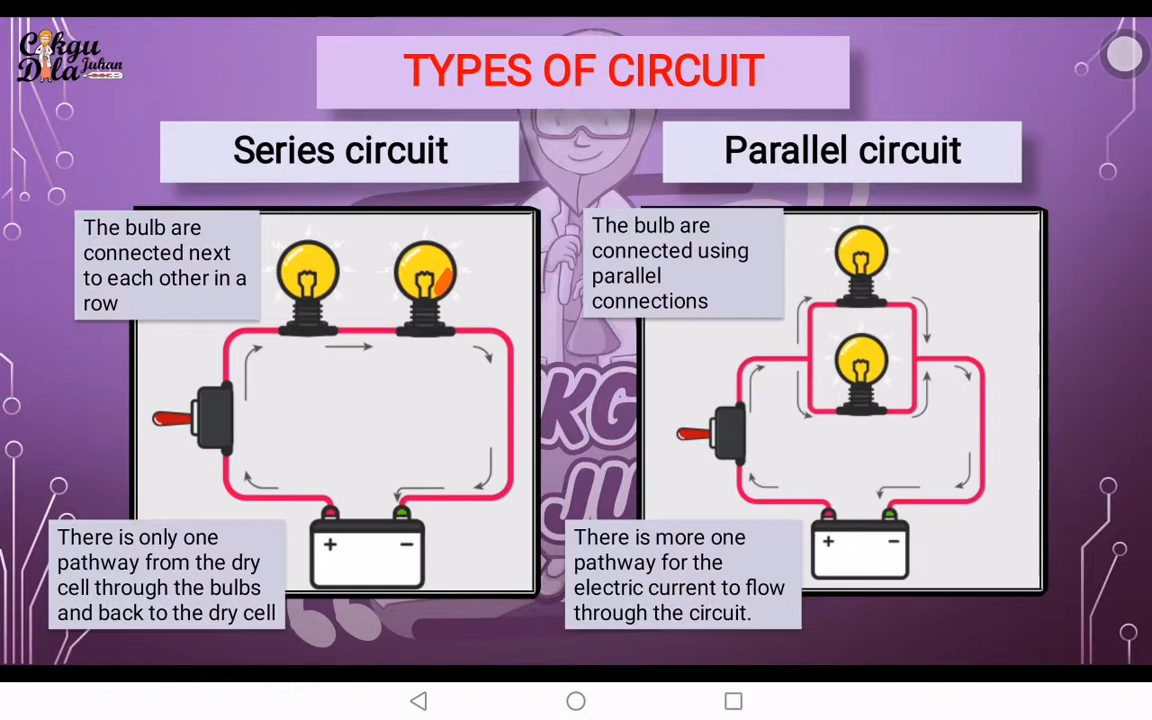 Cikgu
Dila Juhan
TYPES OF CIRCUIT
Series circuit
Parallel circuit
The bulb are
connected next
to each other in a
row
The bulb are
connected using
parallel
connections
+ −
+ −
There is only one
pathway from the dry
cell through the bulbs
and back to the dry cell
There is more one
pathway for the
electric current to flow
through the circuit.
KG
JU